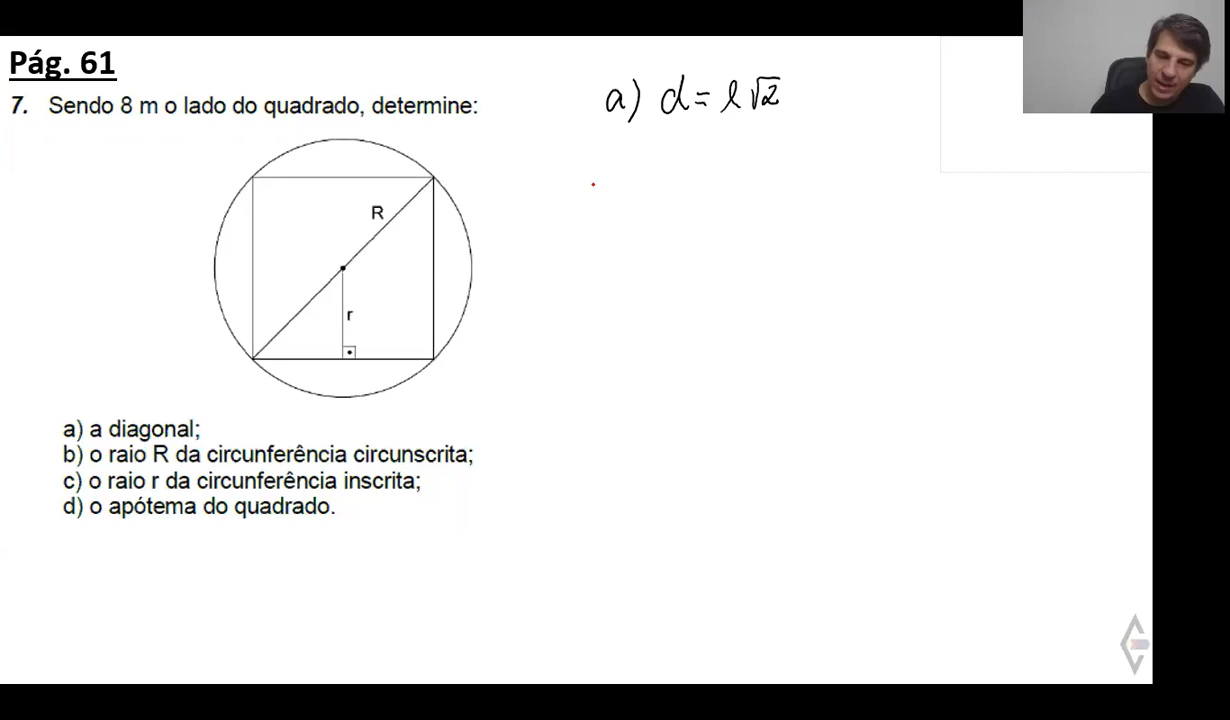 Pág. 61
7. Sendo 8 m o lado do quadrado, determine:
a) d = l √2
R
r
a) a diagonal;
b) o raio R da circunferência circunscrita;
c) o raio r da circunferência inscrita;
d) o apótema do quadrado.